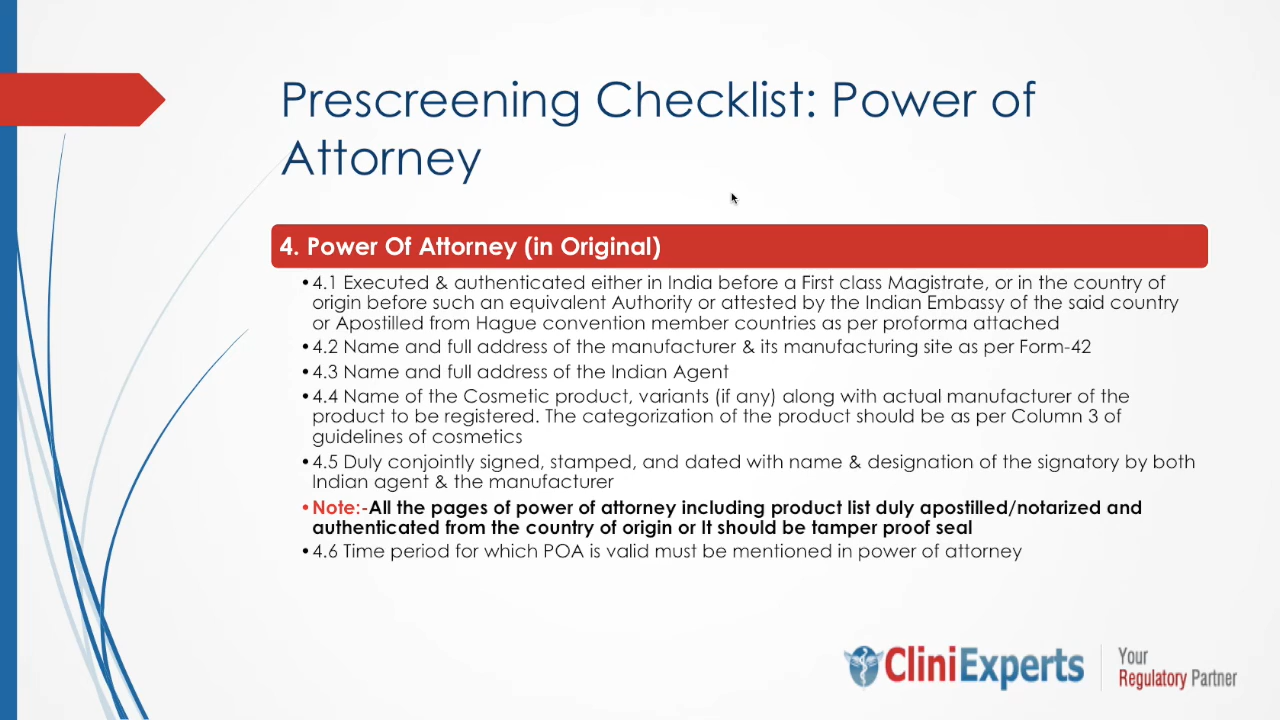 Prescreening Checklist: Power of
Attorney
4. Power Of Attorney (in Original)
•4.1 Executed & authenticated either in India before a First class Magistrate, or in the country of
origin before such an equivalent Authority or attested by the Indian Embassy of the said country
or Apostilled from Hague convention member countries as per proforma attached
•4.2 Name and full address of the manufacturer & its manufacturing site as per Form-42
•4.3 Name and full address of the Indian Agent
•4.4 Name of the Cosmetic product, variants (if any) along with actual manufacturer of the
product to be registered. The categorization of the product should be as per Column 3 of
guidelines of cosmetics
•4.5 Duly conjointly signed, stamped, and dated with name & designation of the signatory by both
Indian agent & the manufacturer
•Note:-All the pages of power of attorney including product list duly apostilled/notarized and
authenticated from the country of origin or It should be tamper proof seal
•4.6 Time period for which POA is valid must be mentioned in power of attorney
CliniExperts
Your
Regulatory Partner